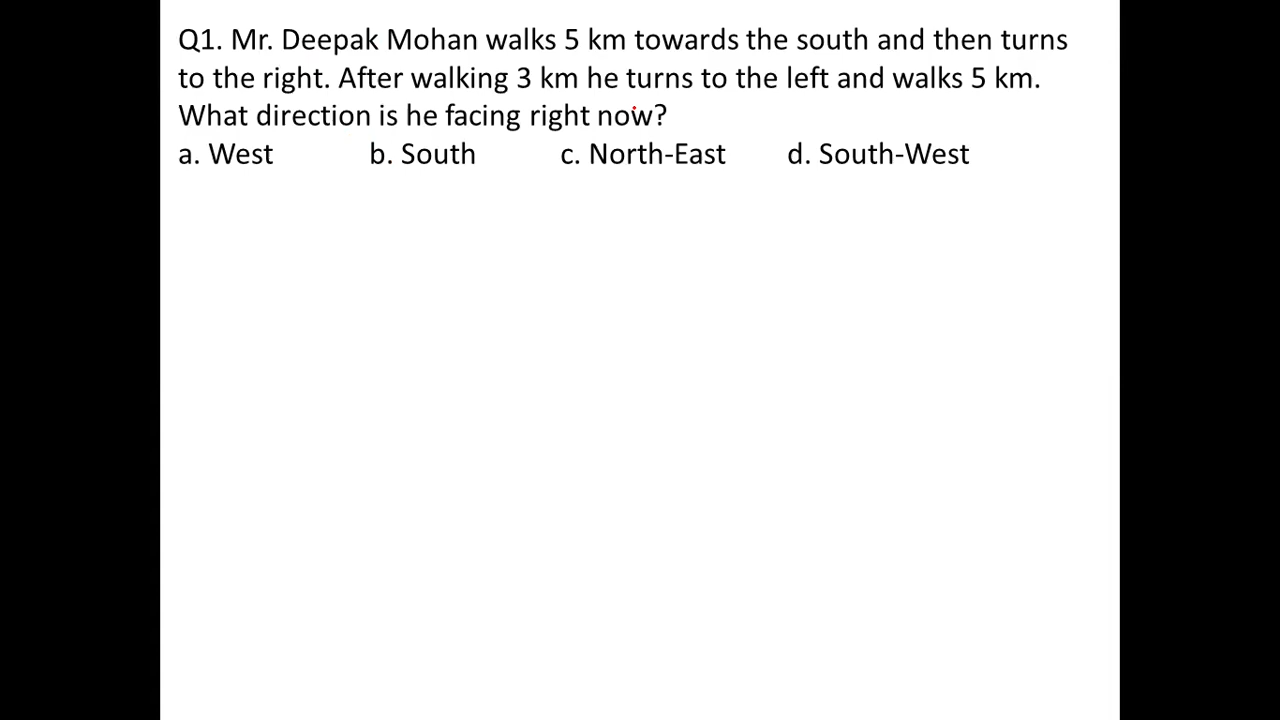 Q1. Mr. Deepak Mohan walks 5 km towards the south and then turns
to the right. After walking 3 km he turns to the left and walks 5 km.
What direction is he facing right now?
a. West b. South c. North-East d. South-West